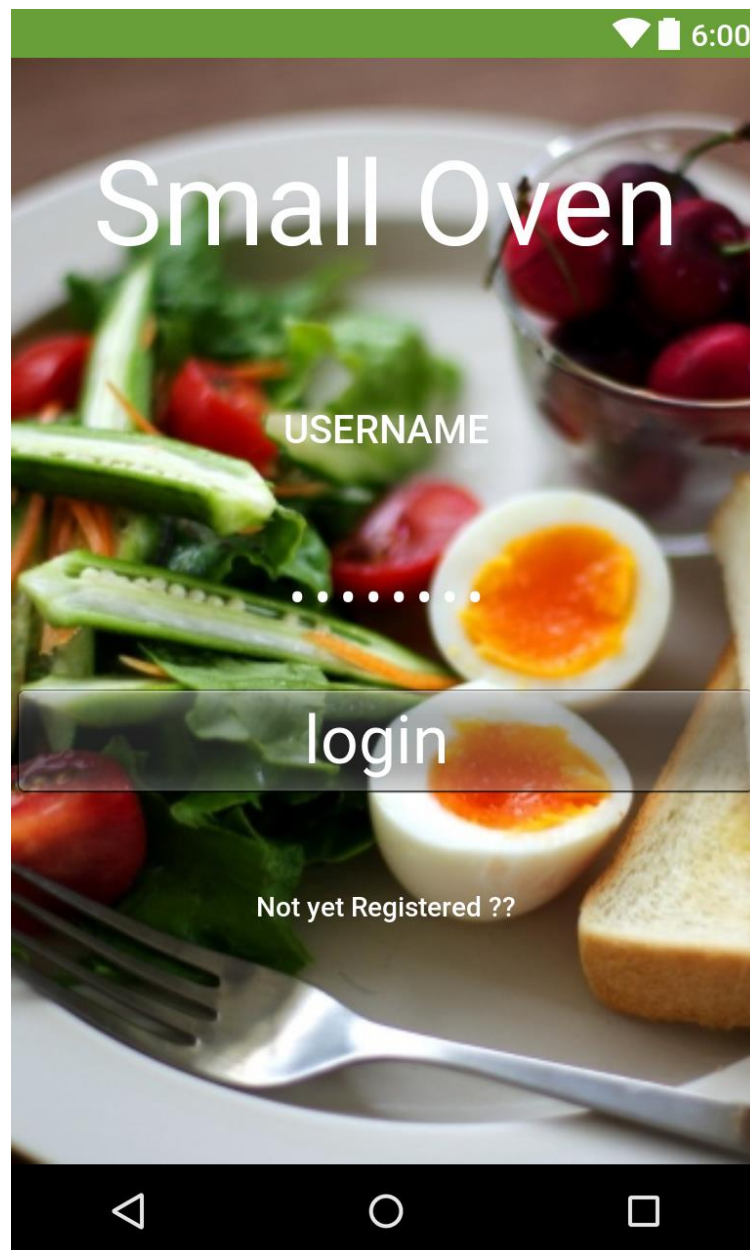 6:00
Small Oven
USERNAME
••••••••
login
Not yet Registered ??